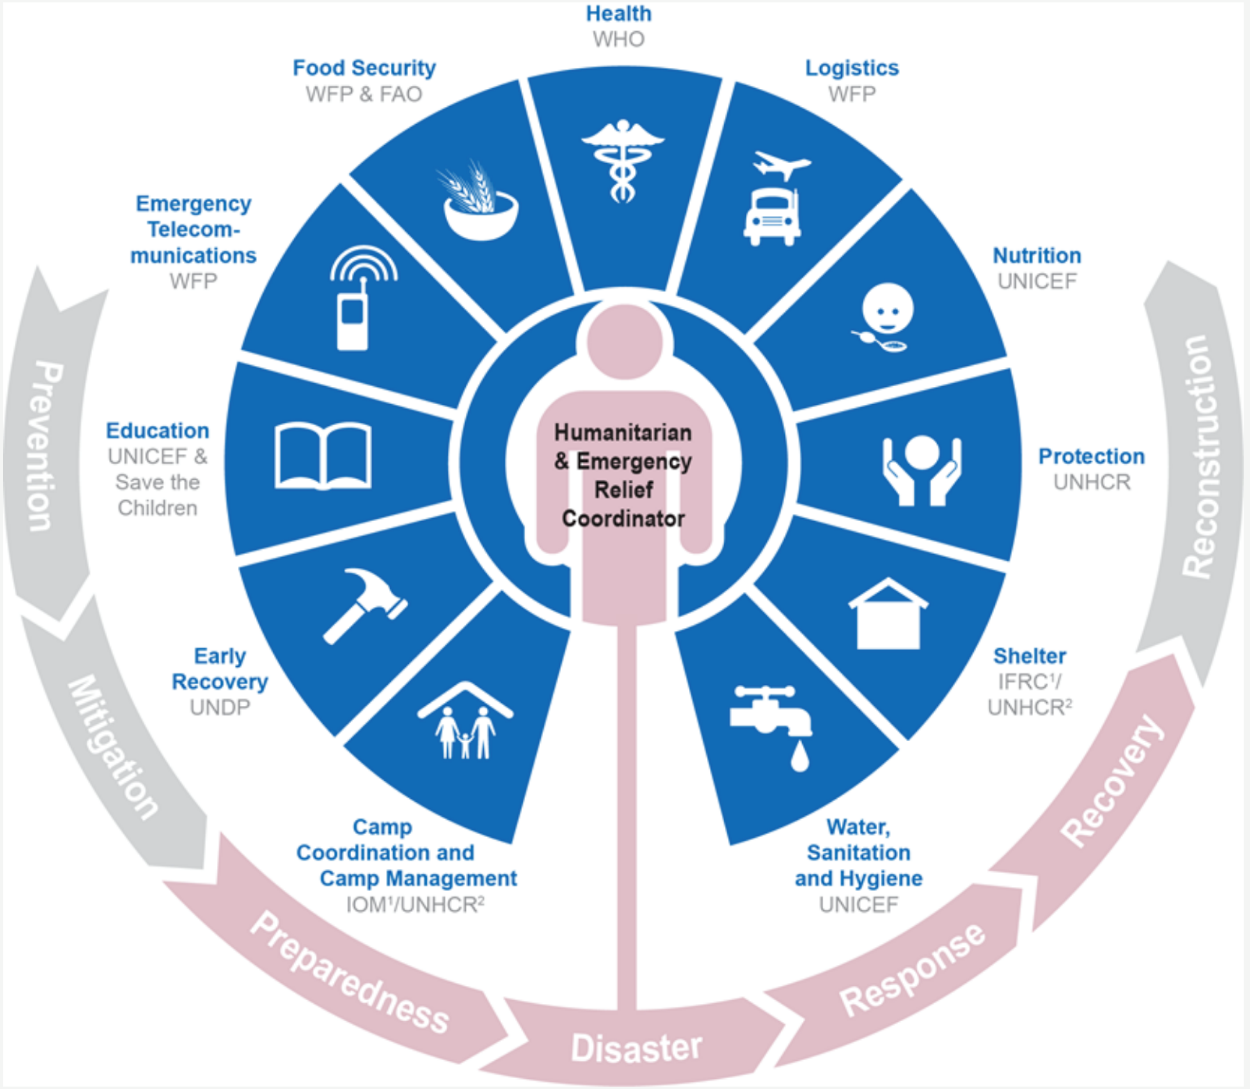 Health
WHO
Logistics
WFP
Nutrition
UNICEF
Protection
UNHCR
Shelter
IFRC¹/
UNHCR²
Water,
Sanitation
and Hygiene
UNICEF
Camp
Coordination and
Camp Management
IOM¹/UNHCR²
Early
Recovery
UNDP
Education
UNICEF &
Save the
Children
Emergency
Telecom-
munications
WFP
Food Security
WFP & FAO
Humanitarian
& Emergency
Relief
Coordinator
Prevention
Mitigation
Preparedness
Disaster
Response
Recovery
Reconstruction